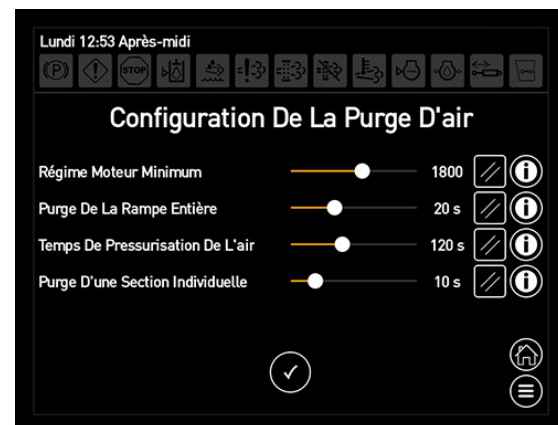 Lundi 12:53 Après-midi
(P) STOP
Configuration De La Purge D'air
Régime Moteur Minimum 1800
Purge De La Rampe Entière 20 s
Temps De Pressurisation De L'air 120 s
Purge D'une Section Individuelle 10 s